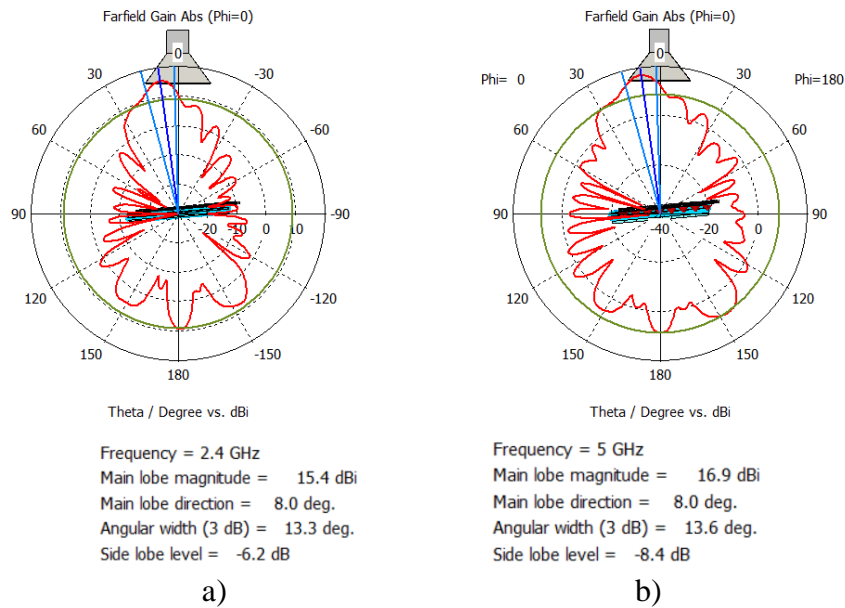 Farfield Gain Abs (Phi=0)
0
30
-30
60
-60
90
-90
-20
-10
0
10
120
-120
150
-150
180
Theta / Degree vs. dBi
Frequency = 2.4 GHz
Main lobe magnitude = 15.4 dBi
Main lobe direction = 8.0 deg.
Angular width (3 dB) = 13.3 deg.
Side lobe level = -6.2 dB
a)
Farfield Gain Abs (Phi=0)
Phi= 0
0
Phi=180
30
30
60
60
90
90
-40
-20
0
120
120
150
150
180
Theta / Degree vs. dBi
Frequency = 5 GHz
Main lobe magnitude = 16.9 dBi
Main lobe direction = 8.0 deg.
Angular width (3 dB) = 13.6 deg.
Side lobe level = -8.4 dB
b)